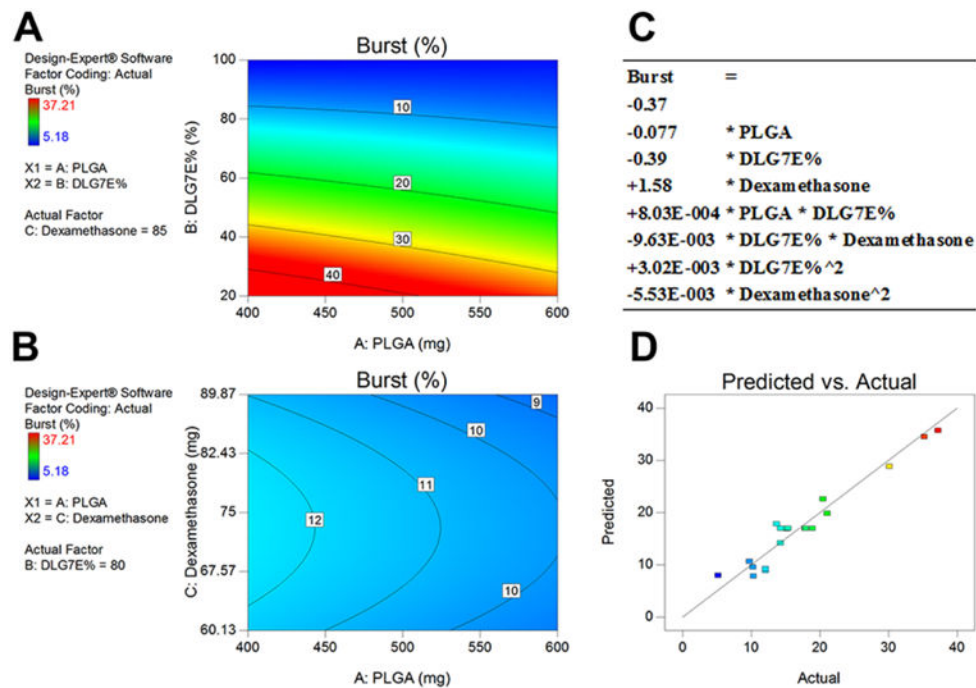 A
Design-Expert® Software
Factor Coding: Actual
Burst (%)
37.21
5.18
X1 = A: PLGA
X2 = B: DLG7E%
Actual Factor
C: Dexamethasone = 85
Burst (%)
B: DLG7E% (%)
100
80
60
40
20
10
20
30
40
400
450
500
550
600
A: PLGA (mg)
B
Design-Expert® Software
Factor Coding: Actual
Burst (%)
37.21
5.18
X1 = A: PLGA
X2 = C: Dexamethasone
Actual Factor
B: DLG7E% = 80
Burst (%)
C: Dexamethasone (mg)
89.87
82.43
75
67.57
60.13
9
10
11
12
10
400
450
500
550
600
A: PLGA (mg)
C
Burst =
-0.37
-0.077 * PLGA
-0.39 * DLG7E%
+1.58 * Dexamethasone
+8.03E-004 * PLGA * DLG7E%
-9.63E-003 * DLG7E% * Dexamethasone
+3.02E-003 * DLG7E%^2
-5.53E-003 * Dexamethasone^2
D
Predicted vs. Actual
Predicted
40
30
20
10
0
0
10
20
30
40
Actual